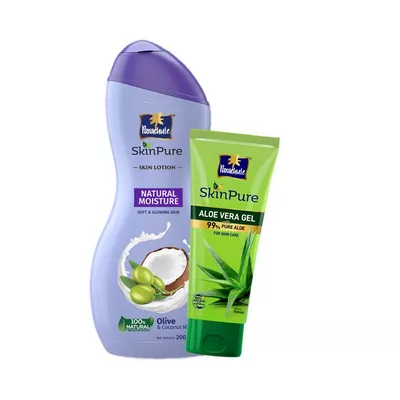 Parachute
SkinPure
SKIN LOTION
NATURAL
MOISTURE
SOFT & GLOWING SKIN
100%
NATURAL
Olive
& Coconut M
200
Parachute
SkinPure
ALOE VERA GEL
99% PURE ALOE
FOR SKIN CARE